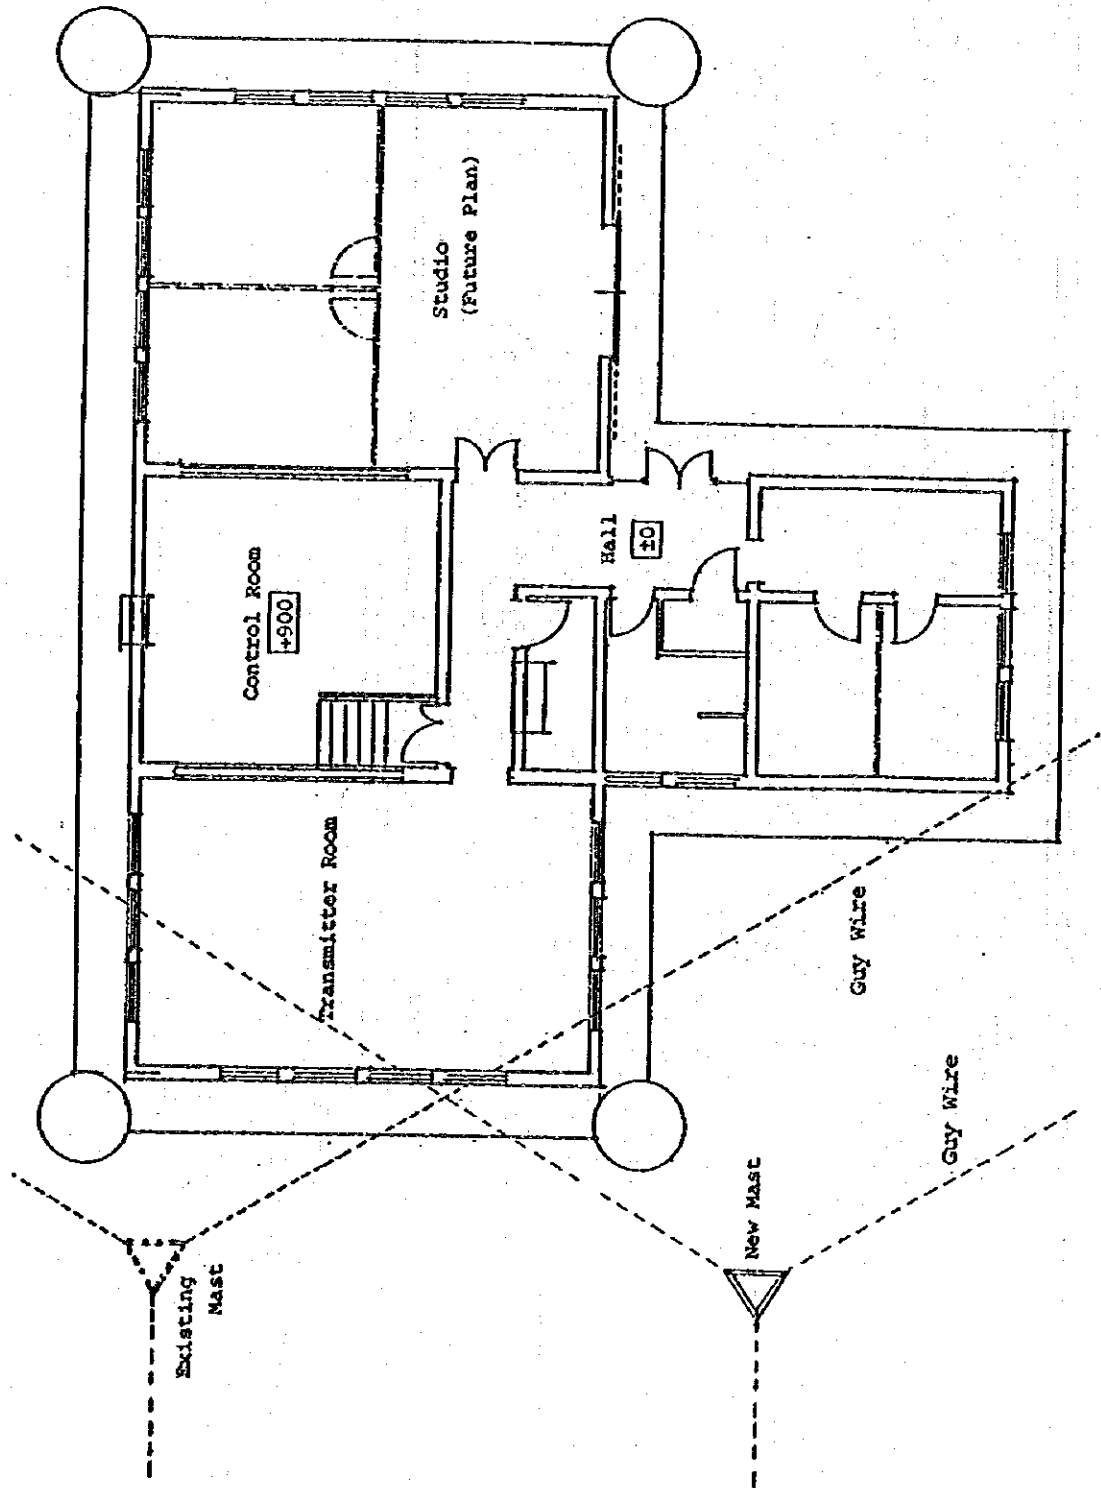 Studio
(Future Plan)
Control Room
+900
Hall
±0
Transmitter Room
Guy Wire
Guy Wire
Existing
Mast
New Mast